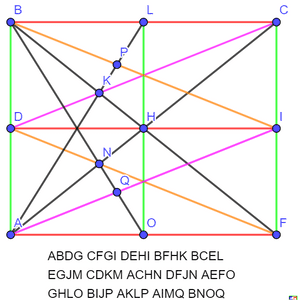 B L C
P
K
D H I
N
Q
A O F
ABDG CFGI DEHI BFHK BCEL
EGJM CDKM ACHN DFJN AEFO
GHLO BIJP AKLP AIMQ BNOQ